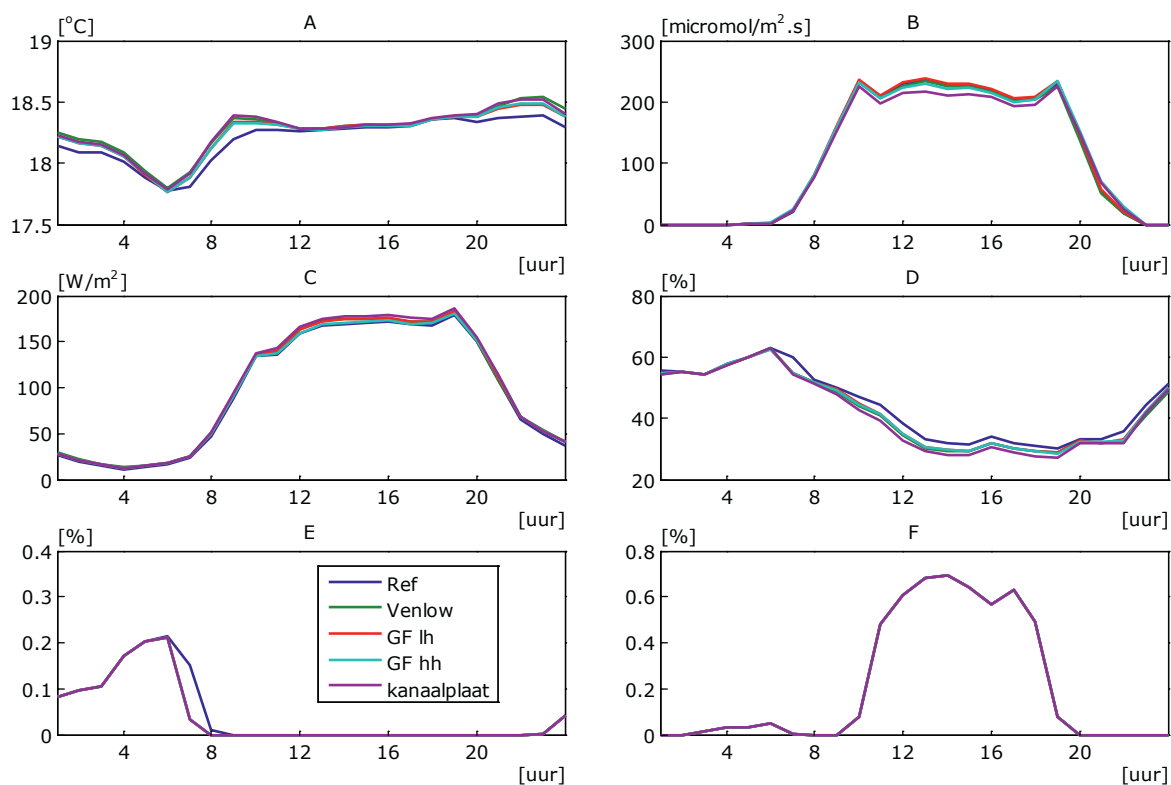 [°C] A
19
18.5
18
17.5
4 8 12 16 20
[uur]
[micromol/m².s] B
300
200
100
0
4 8 12 16 20
[uur]
[W/m²] C
200
150
100
50
0
4 8 12 16 20
[uur]
[%] D
80
60
40
20
4 8 12 16 20
[uur]
[%] E
0.4
0.3
0.2
0.1
0
4 8 12 16 20
[uur]
Ref
Venlow
GF lh
GF hh
kanaalplaat
[%] F
0.8
0.6
0.4
0.2
0
4 8 12 16 20
[uur]